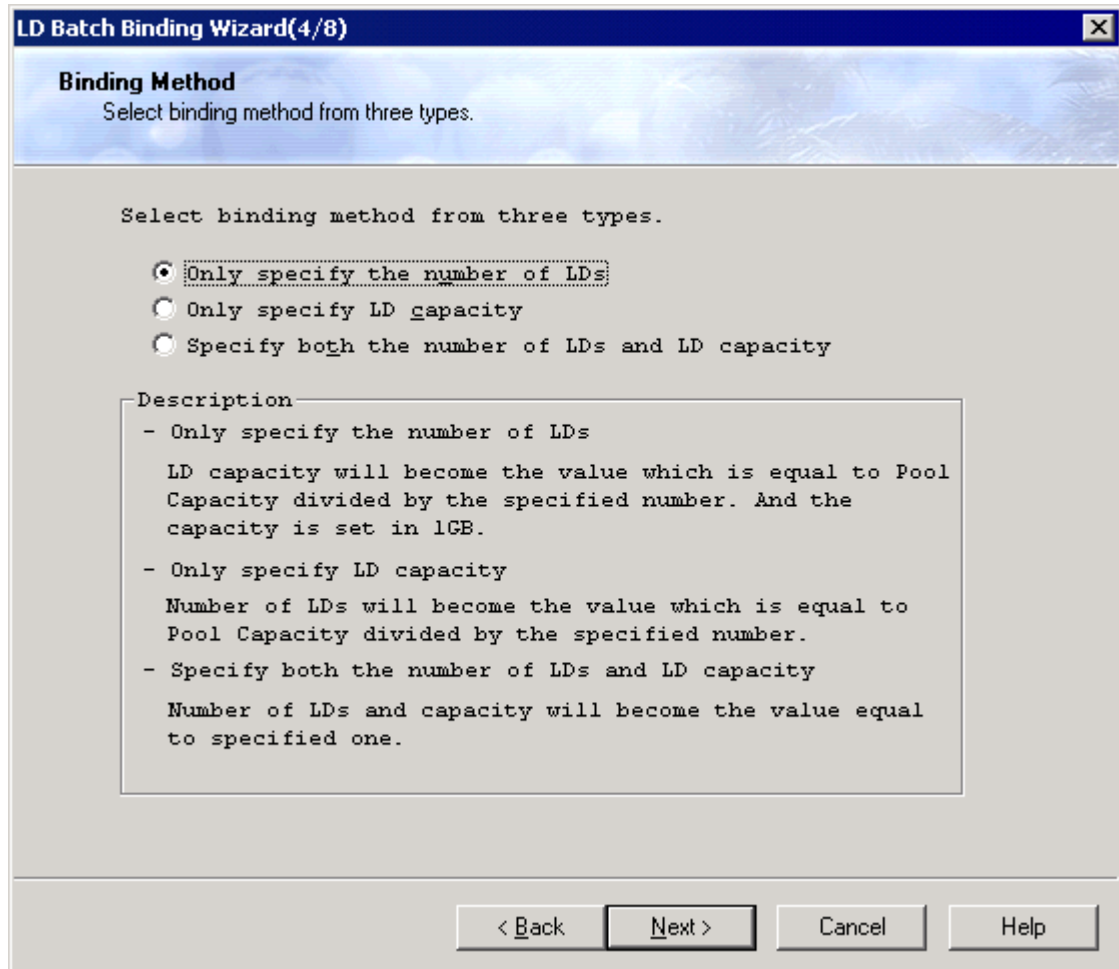 LD Batch Binding Wizard(4/8)
Binding Method
Select binding method from three types.
Select binding method from three types.
Only specify the number of LDs
Only specify LD capacity
Specify both the number of LDs and LD capacity
Description
- Only specify the number of LDs
LD capacity will become the value which is equal to Pool
Capacity divided by the specified number. And the
capacity is set in 1GB.
- Only specify LD capacity
Number of LDs will become the value which is equal to
Pool Capacity divided by the specified number.
- Specify both the number of LDs and LD capacity
Number of LDs and capacity will become the value equal
to specified one.
< Back
Next >
Cancel
Help